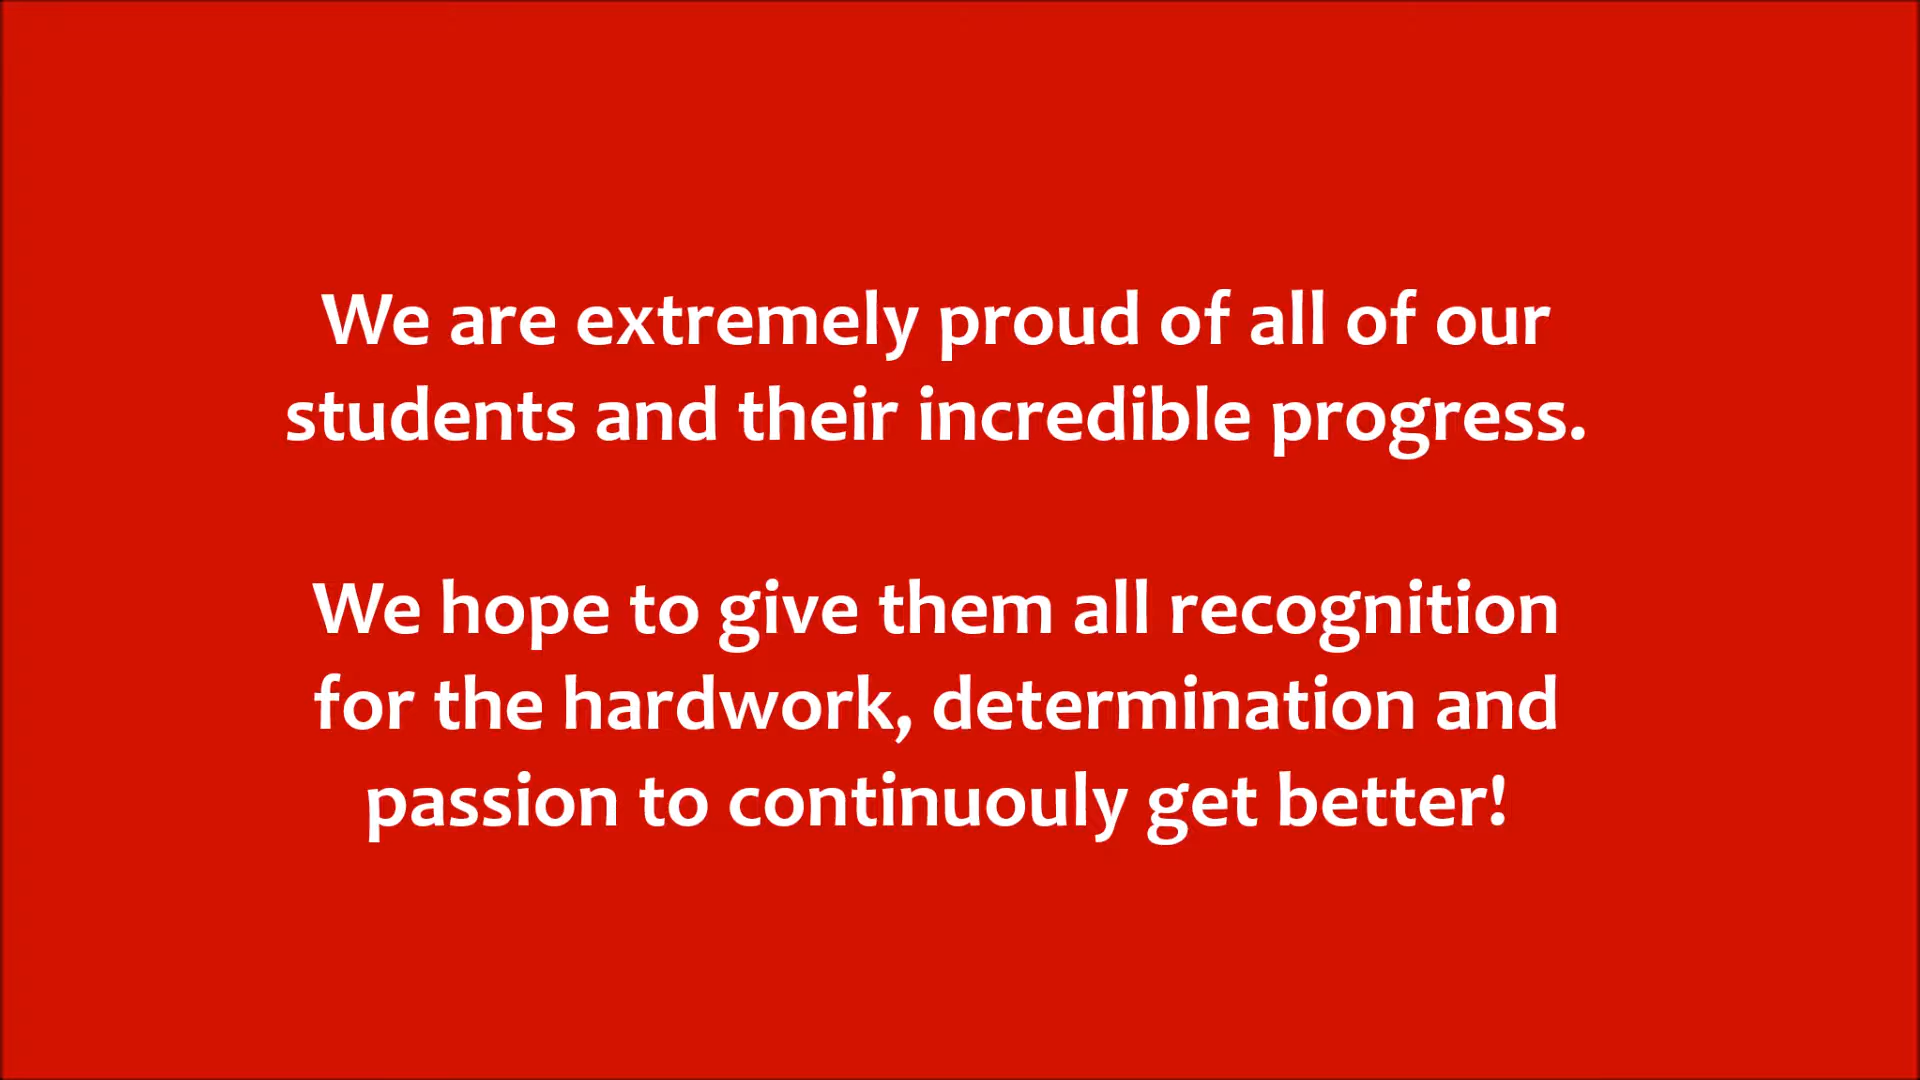 We are extremely proud of all of our
students and their incredible progress.
We hope to give them all recognition
for the hardwork, determination and
passion to continuouly get better!